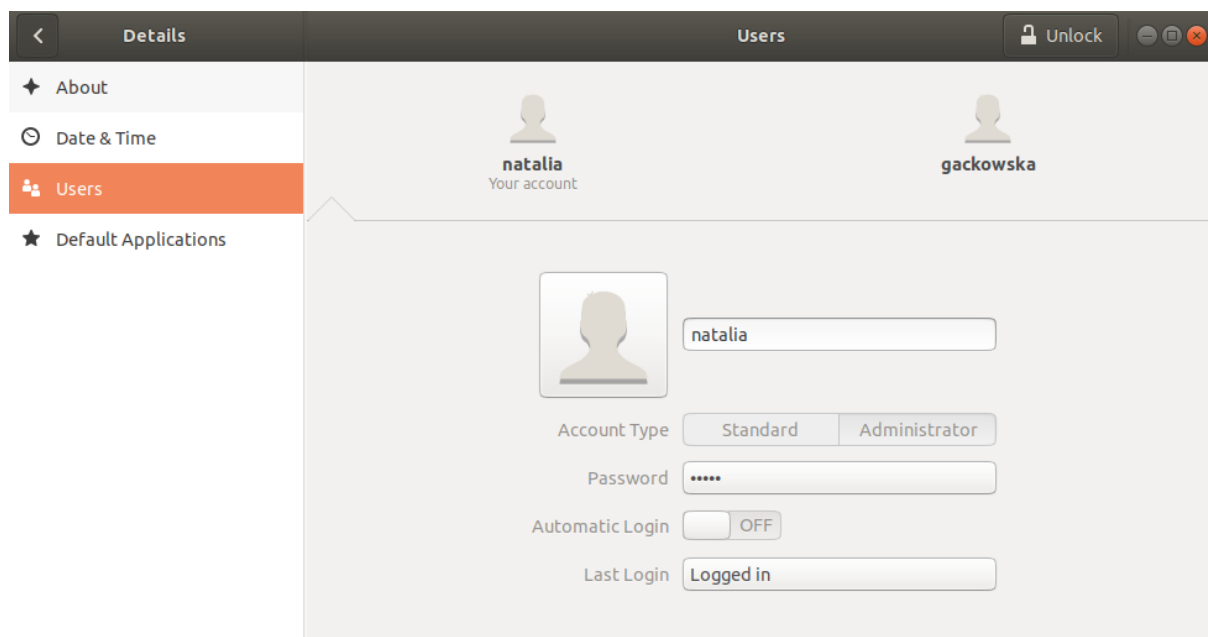 Details Users Unlock
About
Date & Time
Users
Default Applications
natalia gackowska
Your account
natalia
Account Type Standard Administrator
Password •••••
Automatic Login OFF
Last Login Logged in